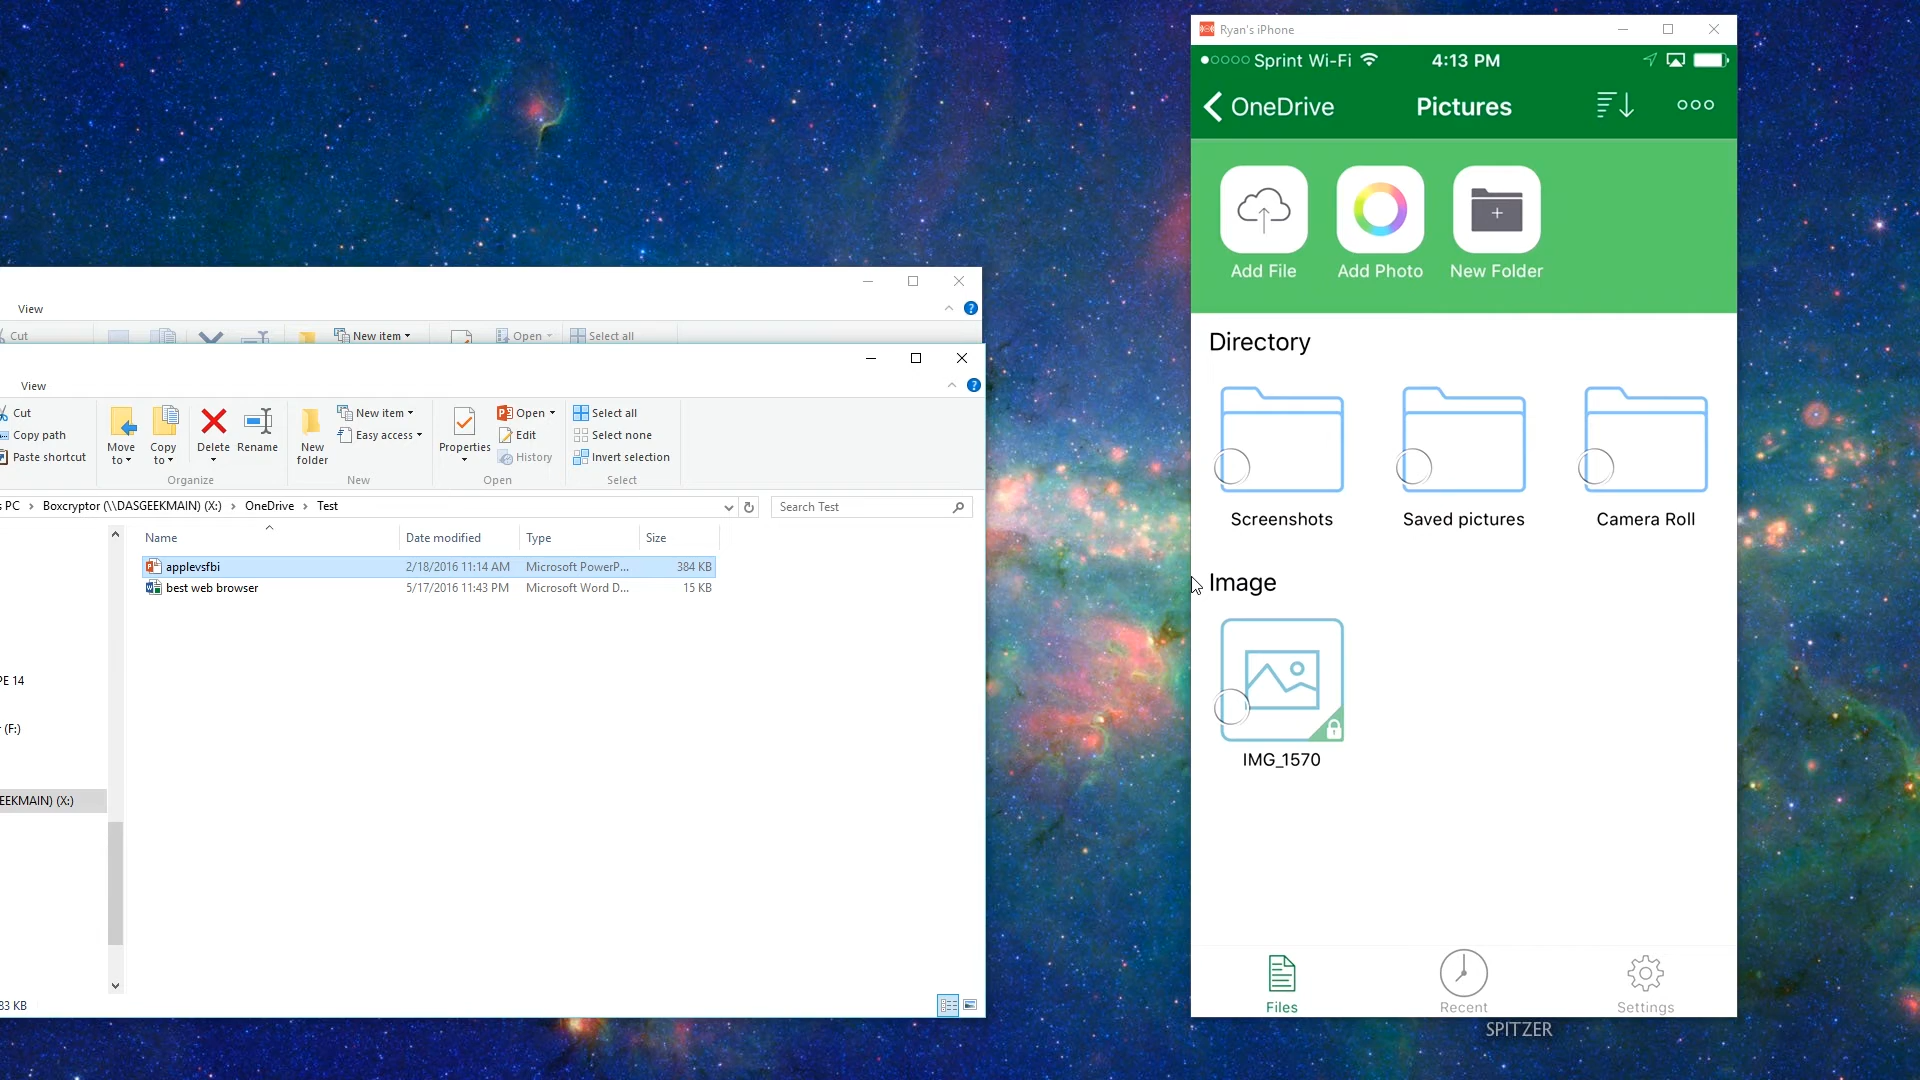 View
Cut
New item
Open
Select all
View
Cut
Copy path
Paste shortcut
Move to
Copy to
Delete
Rename
Organize
New folder
New item
Easy access
New
Properties
Open
Edit
History
Open
Select all
Select none
Invert selection
Select
PC > Boxcryptor (\\DASGEEKMAIN) (X:) > OneDrive > Test
Search Test
Name Date modified Type Size
applevsfbi 2/18/2016 11:14 AM Microsoft PowerP... 384 KB
best web browser 5/17/2016 11:43 PM Microsoft Word D... 15 KB
PE 14
(F:)
EEKMAIN) (X:)
83 KB
Ryan's iPhone
Sprint Wi-Fi 4:13 PM
OneDrive Pictures
Add File Add Photo New Folder
Directory
Screenshots Saved pictures Camera Roll
Image
IMG_1570
Files Recent Settings
SPITZER